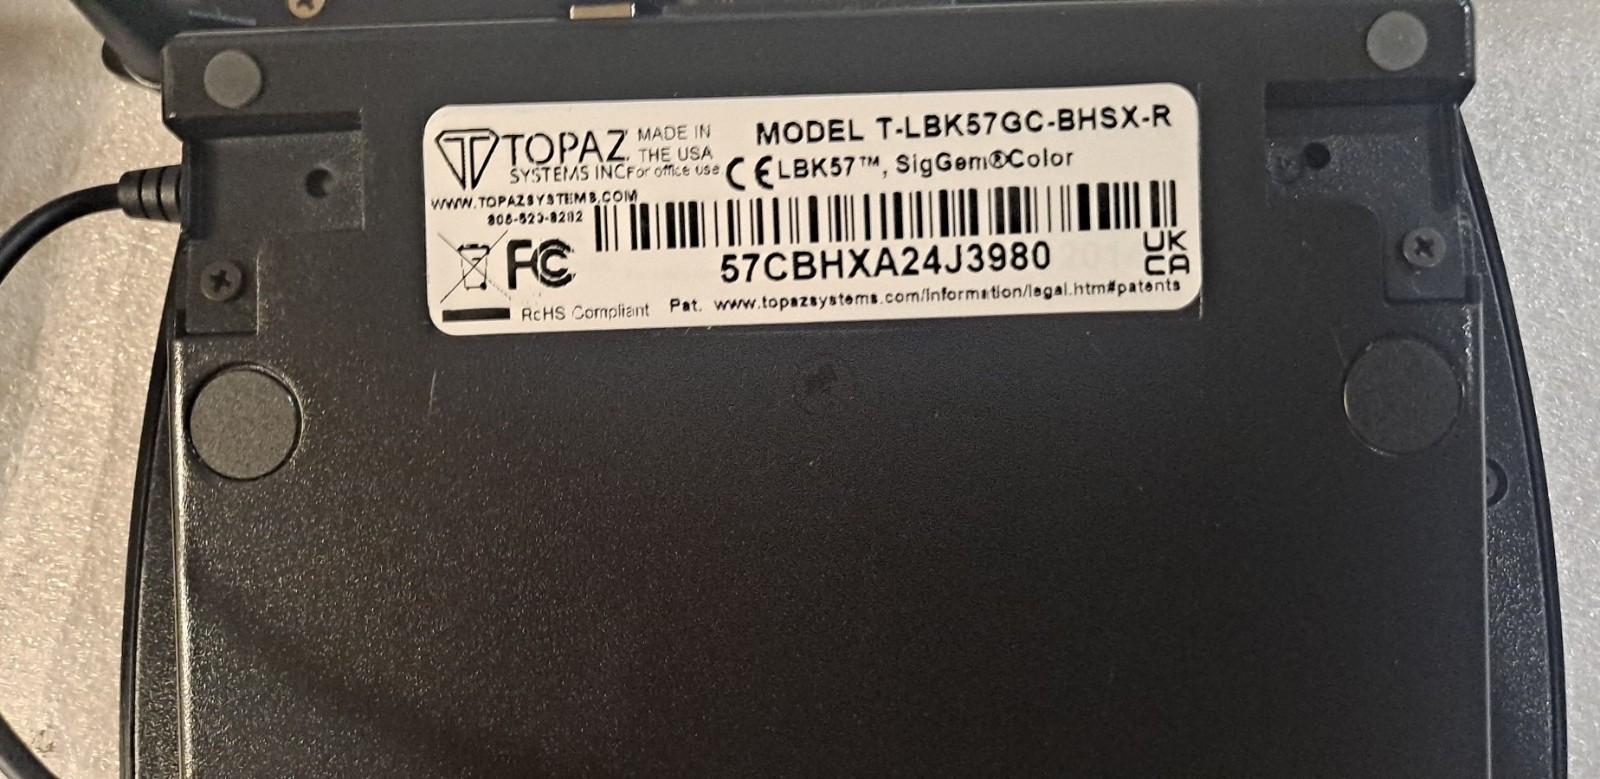 TOPAZ
SYSTEMS INC
MADE IN
THE USA
For office use
MODEL T-LBK57GC-BHSX-R
CE LBK57™, SigGem®Color
WWW.TOPAZSYSTEMS.COM
57CBHXA24J3980
FC
UK
CA
RoHS Compliant Pat. www.topazsystems.com/information/legal.htm#patents